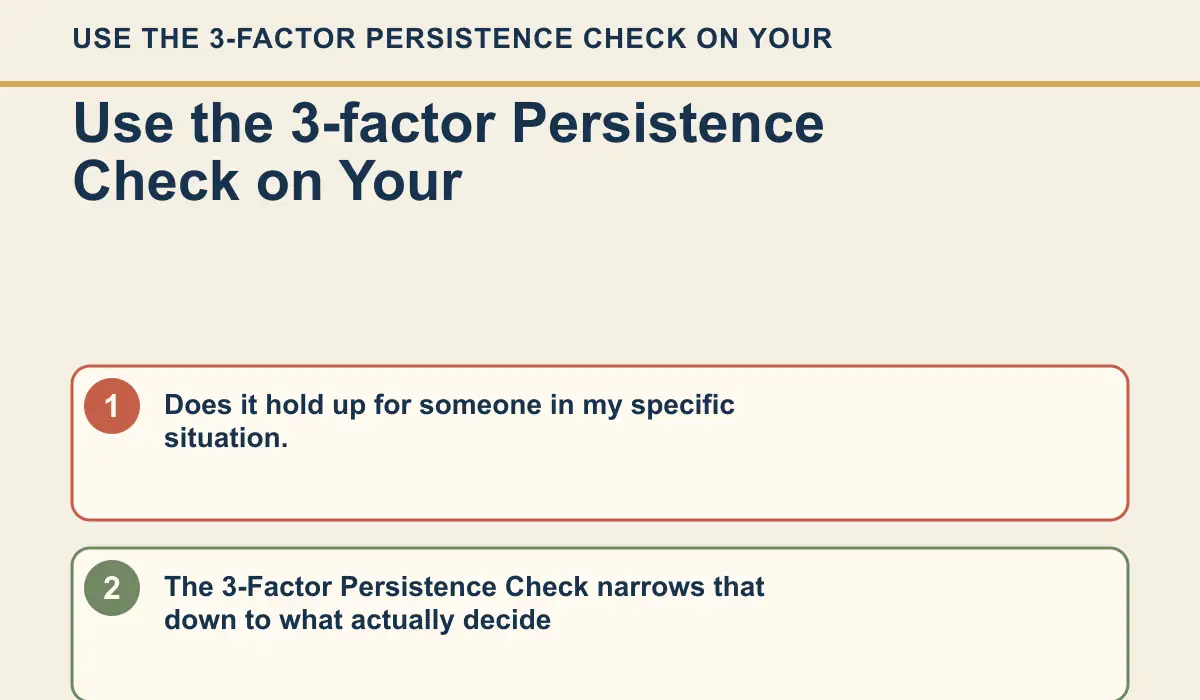 USE THE 3-FACTOR PERSISTENCE CHECK ON YOUR
Use the 3-factor Persistence
Check on Your
1
Does it hold up for someone in my specific
situation.
2
The 3-Factor Persistence Check narrows that
down to what actually decide